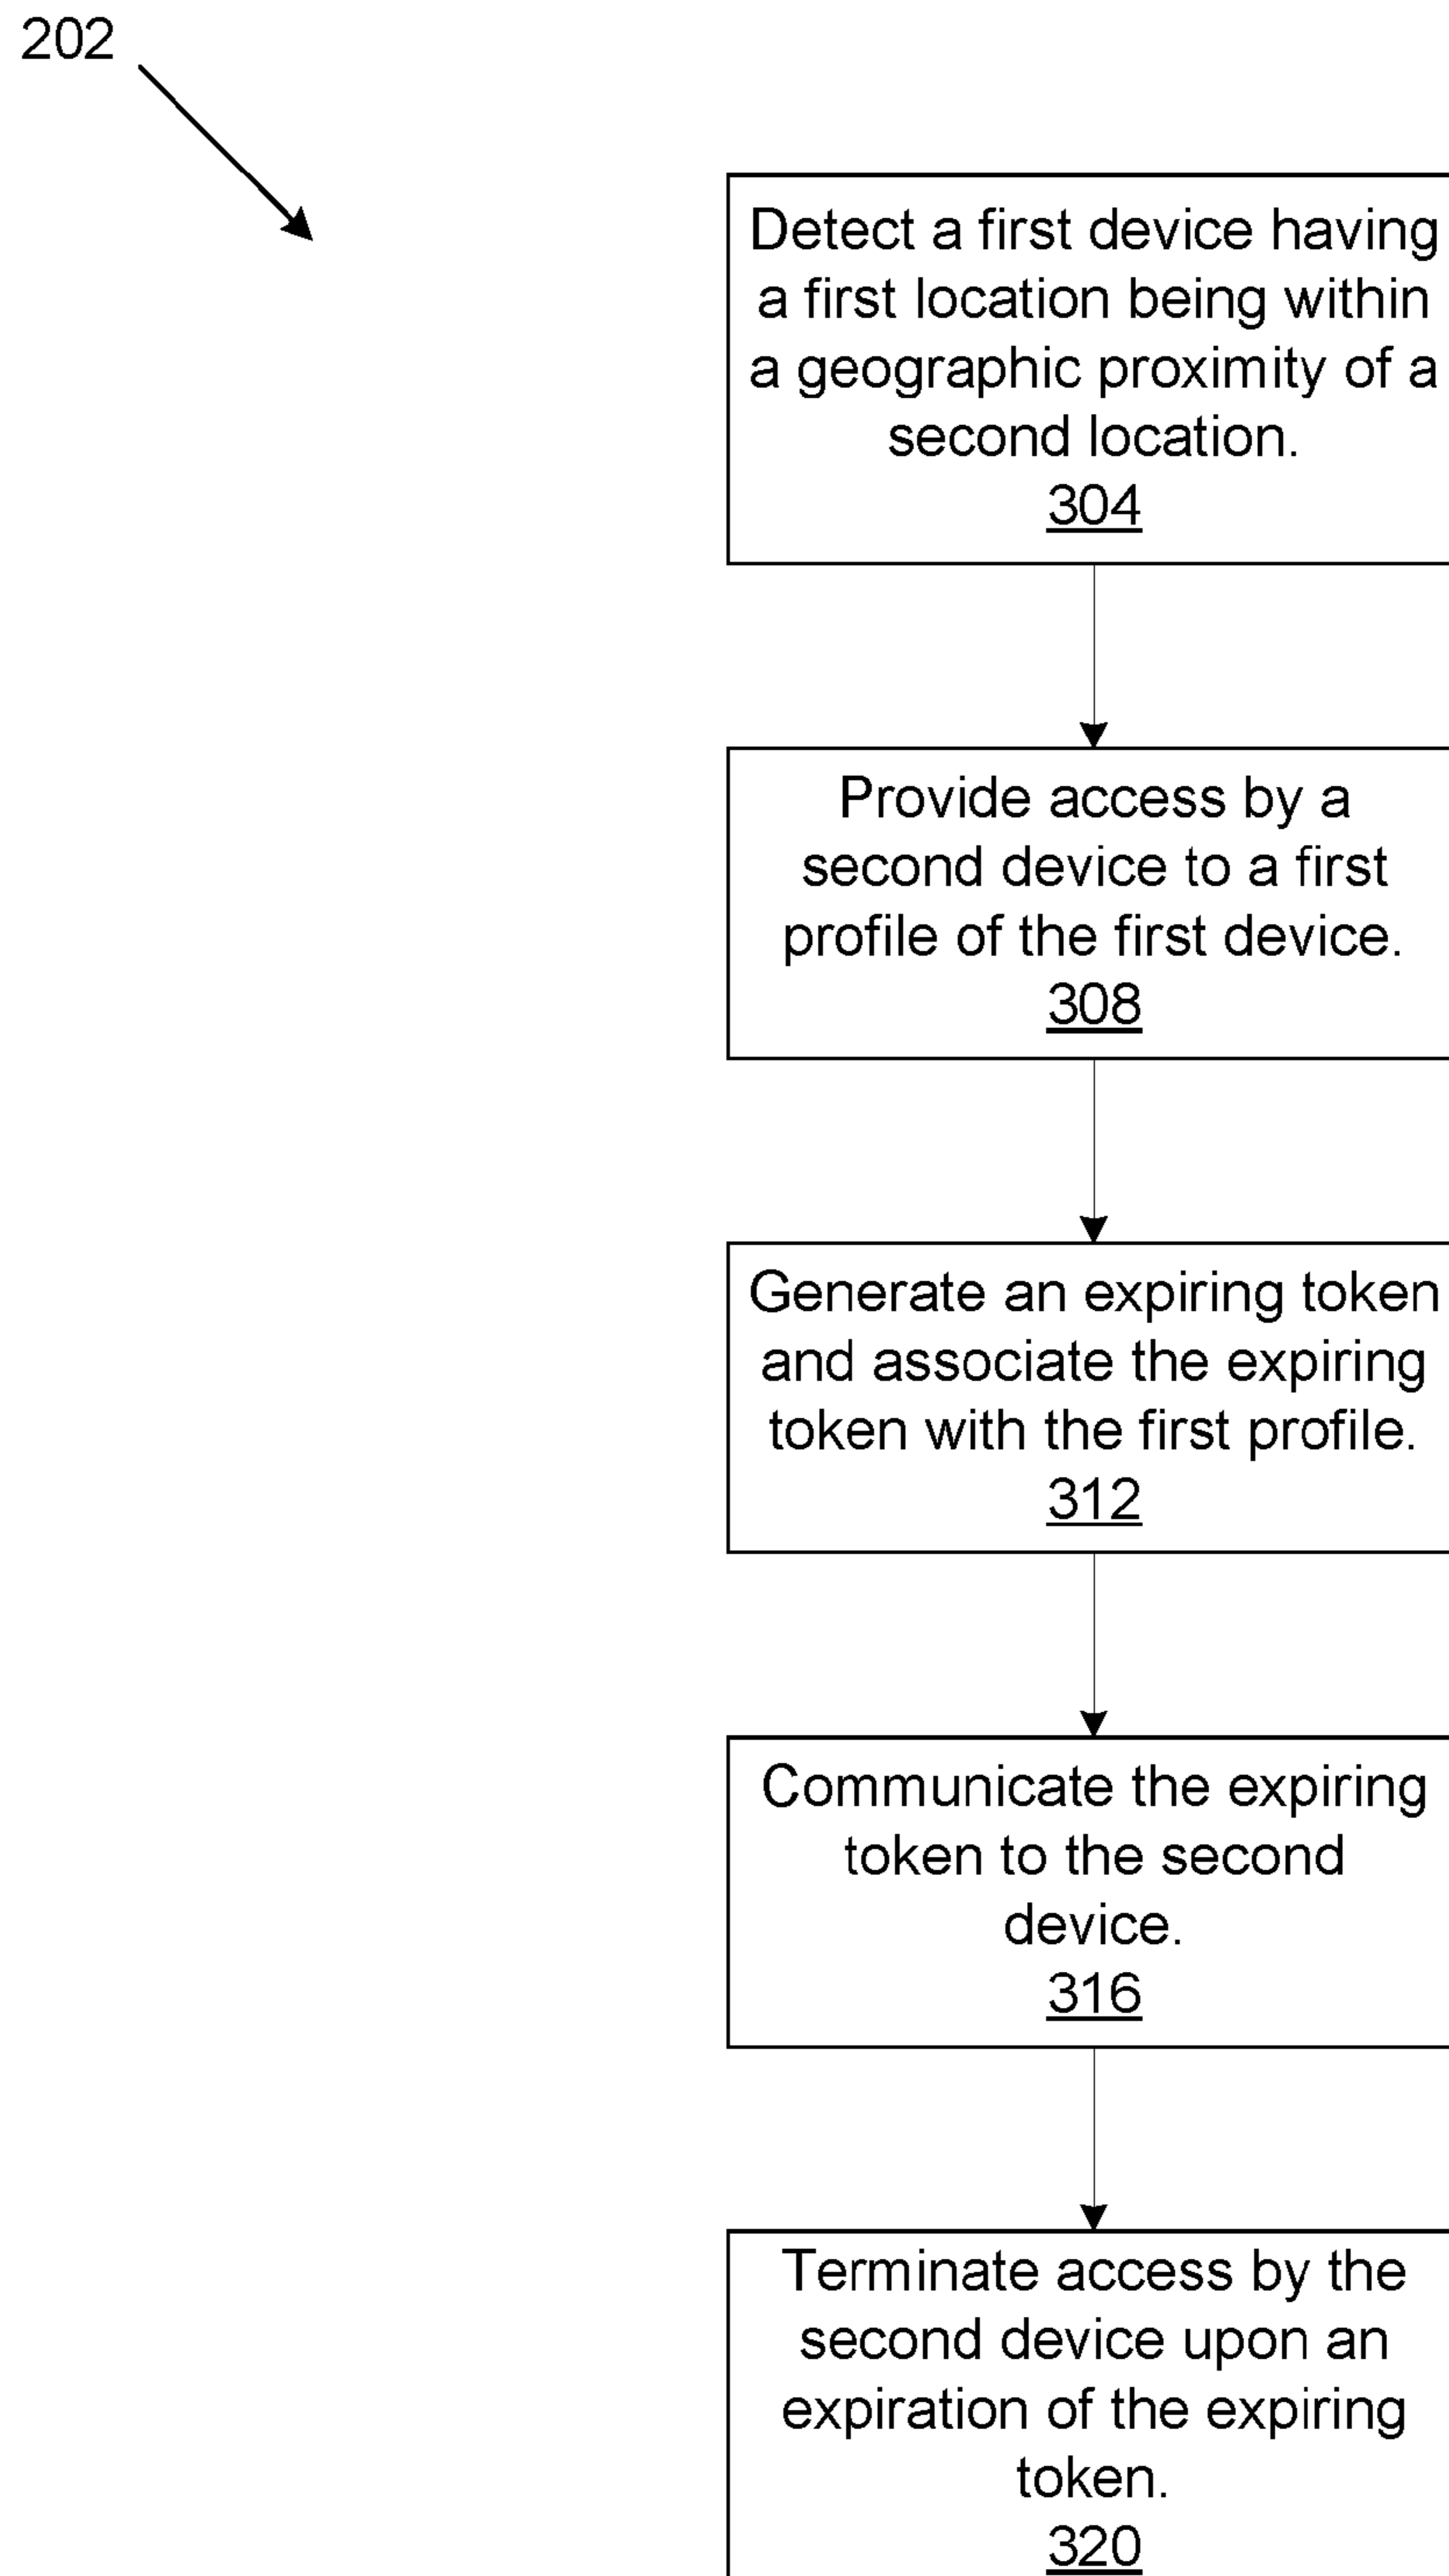 202
Detect a first device having
a first location being within
a geographic proximity of a
second location.
304
Provide access by a
second device to a first
profile of the first device.
308
Generate an expiring token
and associate the expiring
token with the first profile.
312
Communicate the expiring
token to the second
device.
316
Terminate access by the
second device upon an
expiration of the expiring
token.
320